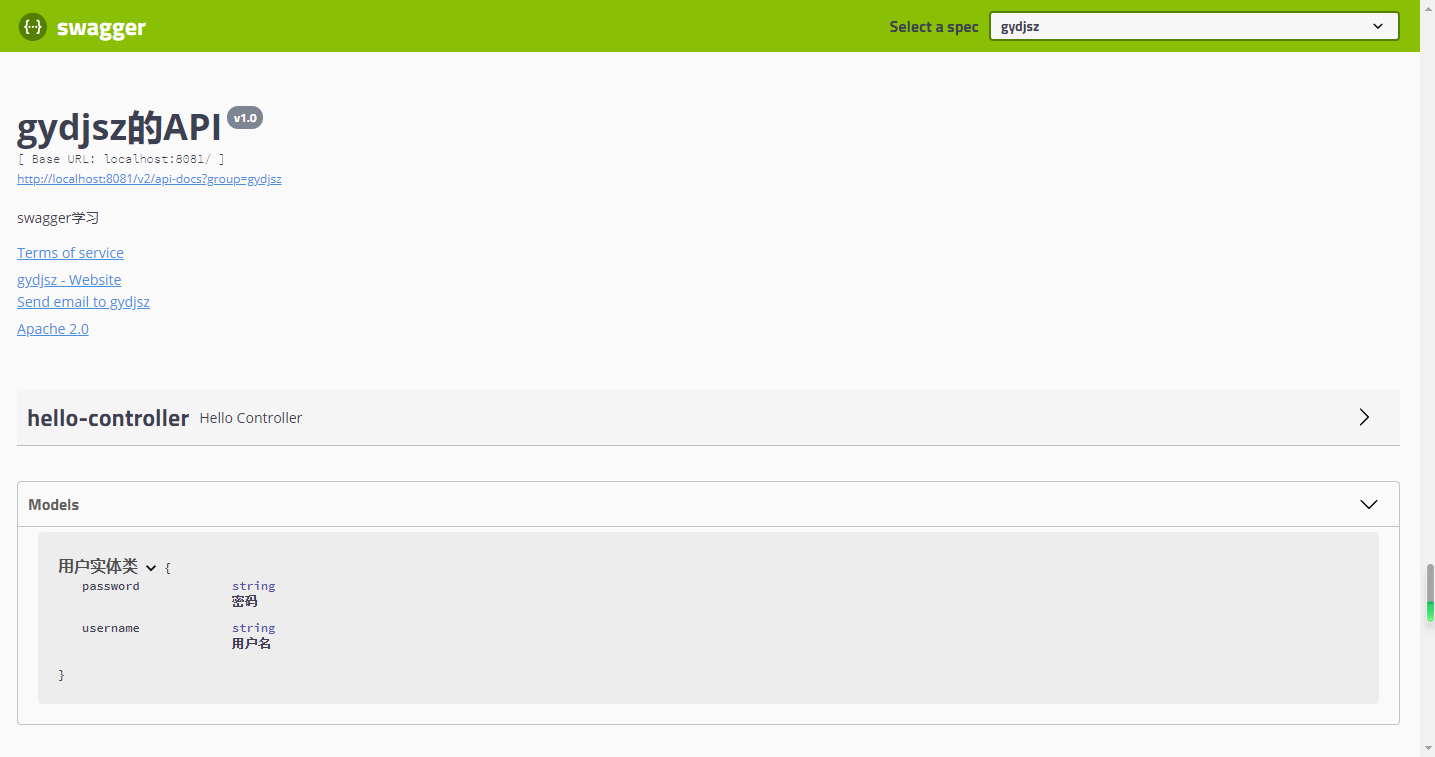 swagger
Select a spec
gydjsz
gydjsz的API v1.0
[ Base URL: localhost:8081/ ]
http://localhost:8081/v2/api-docs?group=gydjsz
swagger学习
Terms of service
gydjsz - Website
Send email to gydjsz
Apache 2.0
hello-controller Hello Controller
Models
用户实体类 {
password string
密码
username string
用户名
}